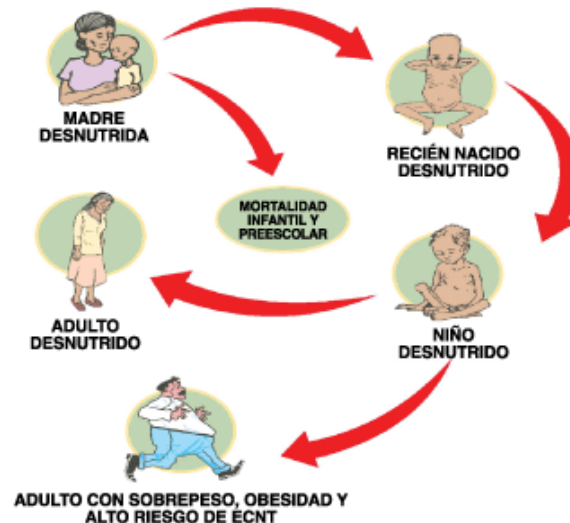 MADRE
DESNUTRIDA
RECIÉN NACIDO
DESNUTRIDO
MORTALIDAD
INFANTIL Y
PREESCOLAR
ADULTO
DESNUTRIDO
NIÑO
DESNUTRIDO
ADULTO CON SOBREPESO, OBESIDAD Y
ALTO RIESGO DE ECNT